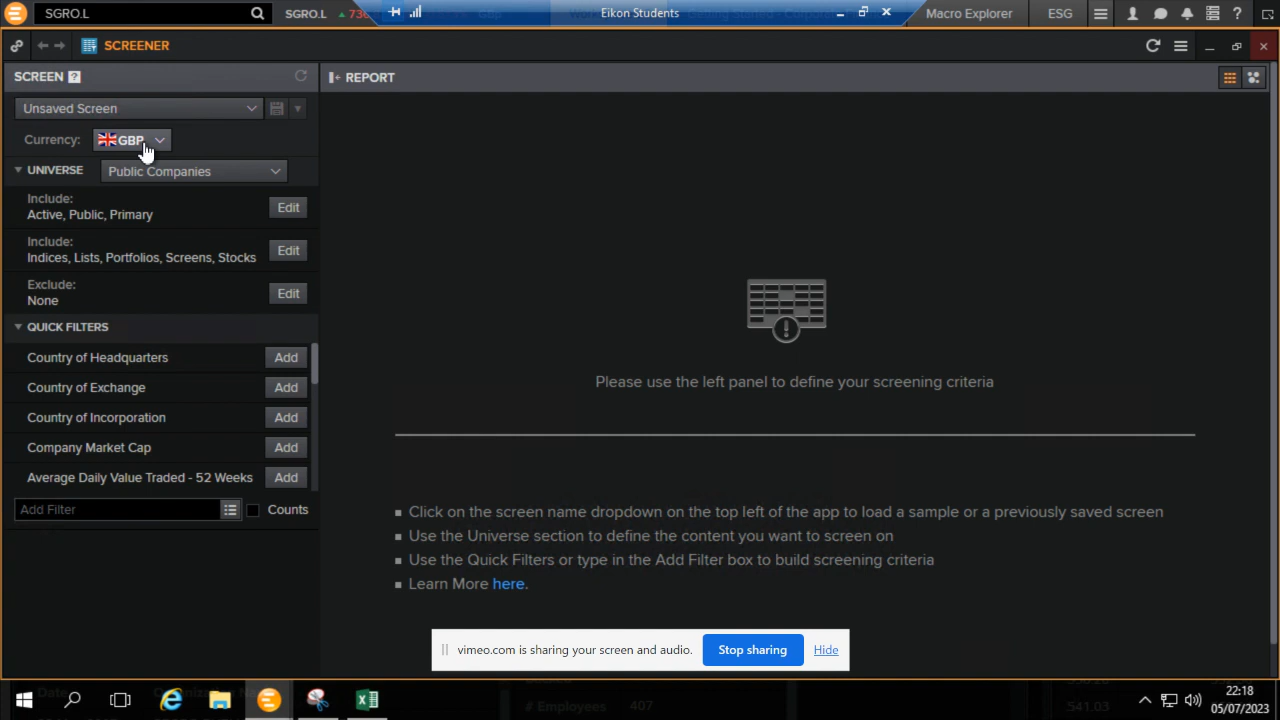 SGRO.L
SGRO.L
Eikon Students
Macro Explorer
ESG
SCREENER
SCREEN ?
REPORT
Unsaved Screen
Currency: GBP
UNIVERSE Public Companies
Include:
Active, Public, Primary
Edit
Include:
Indices, Lists, Portfolios, Screens, Stocks
Edit
Exclude:
None
Edit
QUICK FILTERS
Country of Headquarters Add
Country of Exchange Add
Country of Incorporation Add
Company Market Cap Add
Average Daily Value Traded - 52 Weeks Add
Add Filter Counts
Please use the left panel to define your screening criteria
Click on the screen name dropdown on the top left of the app to load a sample or a previously saved screen
Use the Universe section to define the content you want to screen on
Use the Quick Filters or type in the Add Filter box to build screening criteria
Learn More here.
vimeo.com is sharing your screen and audio. Stop sharing Hide
# Employees 407
541.03
22:18
05/07/2023